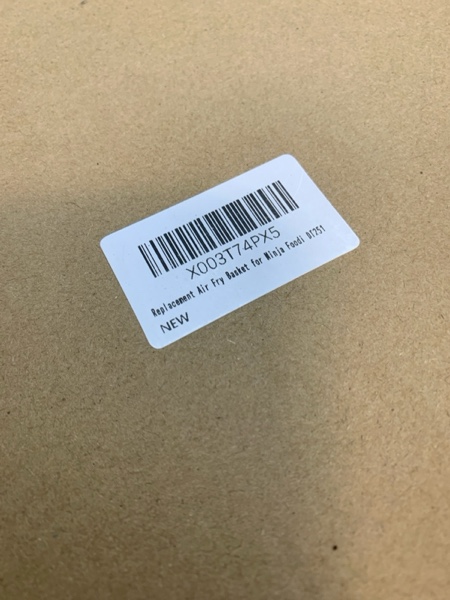 X003T74PX5
Replacement Air Fry Basket for Ninja Foodi DT251
NEW